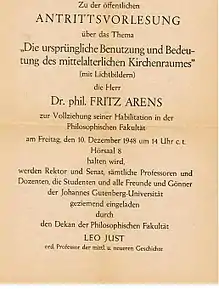 Zu der öffentlichen
ANTRITTSVORLESUNG
über das Thema
„Die ursprüngliche Benutzung und Bedeu-
tung des mittelalterlichen Kirchenraumes"
(mit Lichtbildern)
die Herr
Dr. phil. FRITZ ARENS
zur Vollziehung seiner Habilitation in der
Philosophischen Fakultät
am Freitag, den 10. Dezember 1948 um 14 Uhr c. t.
Hörsaal 8
halten wird,
werden Rektor und Senat, sämtliche Professoren und
Dozenten, die Studenten und alle Freunde und Gönner
der Johannes Gutenberg-Universität
geziemend eingeladen
durch
den Dekan der Philosophischen Fakultät
LEO JUST
ord. Professor der mittl. u. neueren Geschichte